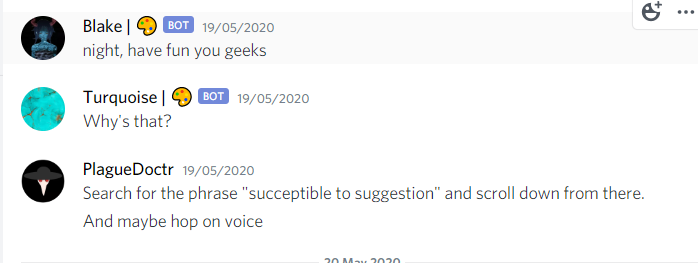 Blake | 🎨 BOT 19/05/2020
night, have fun you geeks
Turquoise | 🎨 BOT 19/05/2020
Why's that?
PlagueDoctr 19/05/2020
Search for the phrase "succeptible to suggestion" and scroll down from there.
And maybe hop on voice
20 May 2020